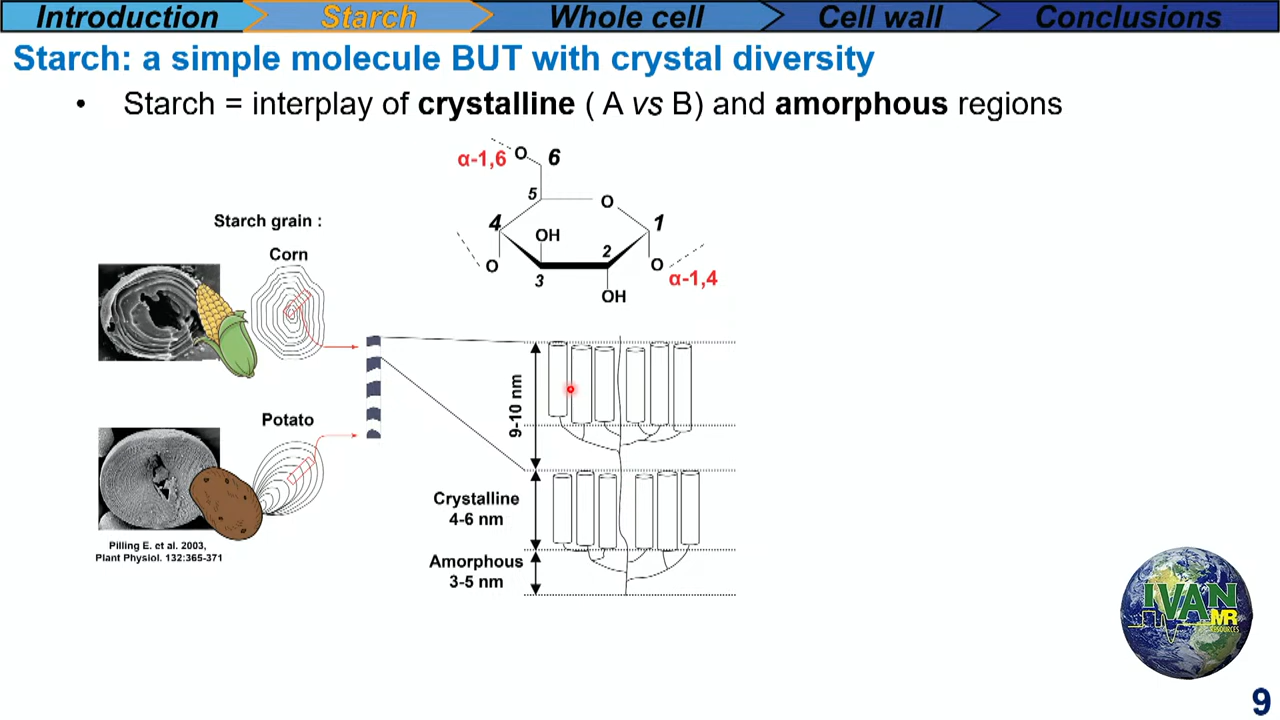 Introduction
Starch
Whole cell
Cell wall
Conclusions
Starch: a simple molecule BUT with crystal diversity
• Starch = interplay of crystalline ( A vs B) and amorphous regions
α-1,6
O
6
5
O
4
OH
2
1
O
3
OH
O
α-1,4
Starch grain :
Corn
Potato
Pilling E. et al. 2003,
Plant Physiol. 132:365-371
9-10 nm
Crystalline
4-6 nm
Amorphous
3-5 nm
IVAN
MR
RESOURCES
9